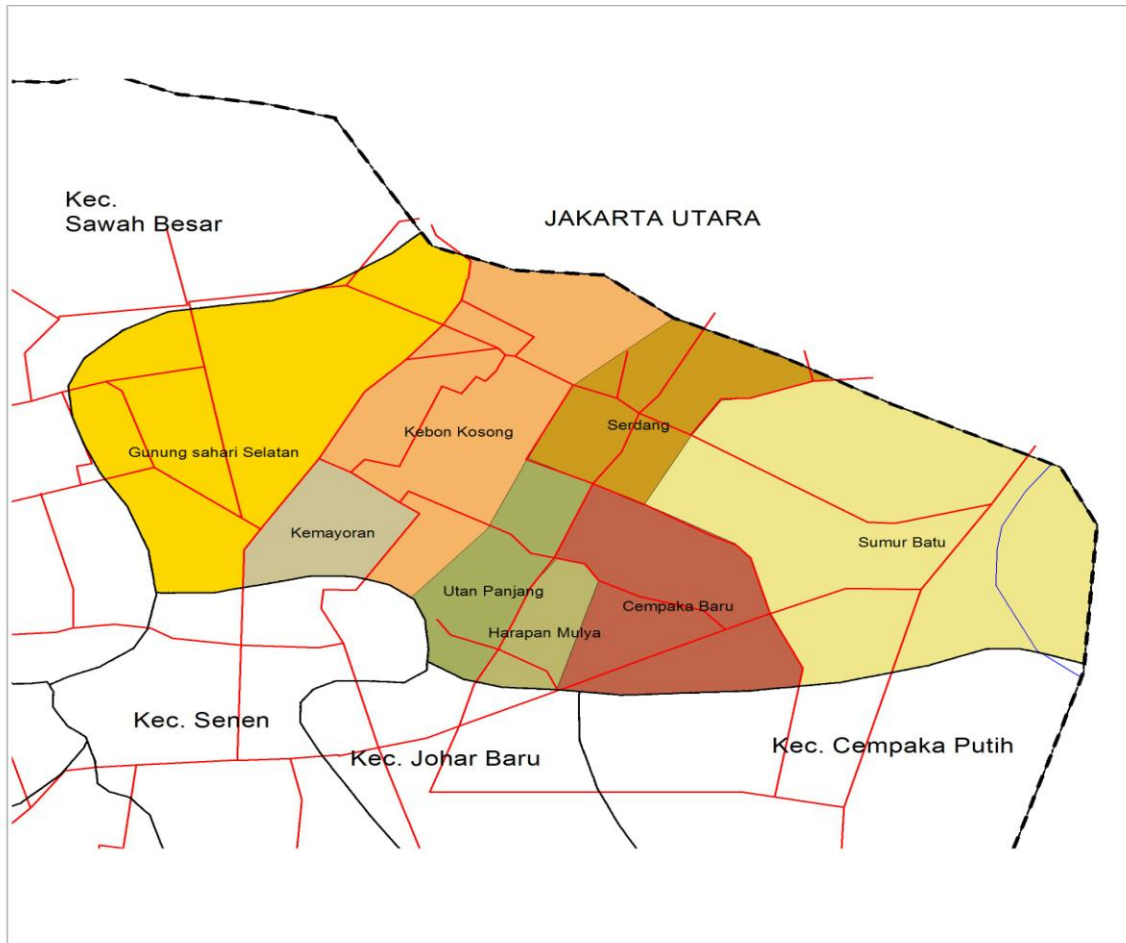 Kec.
Sawah Besar
JAKARTA UTARA
Kebon Kosong
Serdang
Gunung sahari Selatan
Kemayoran
Sumur Batu
Utan Panjang
Cempaka Baru
Harapan Mulya
Kec. Senen
Kec. Johar Baru
Kec. Cempaka Putih